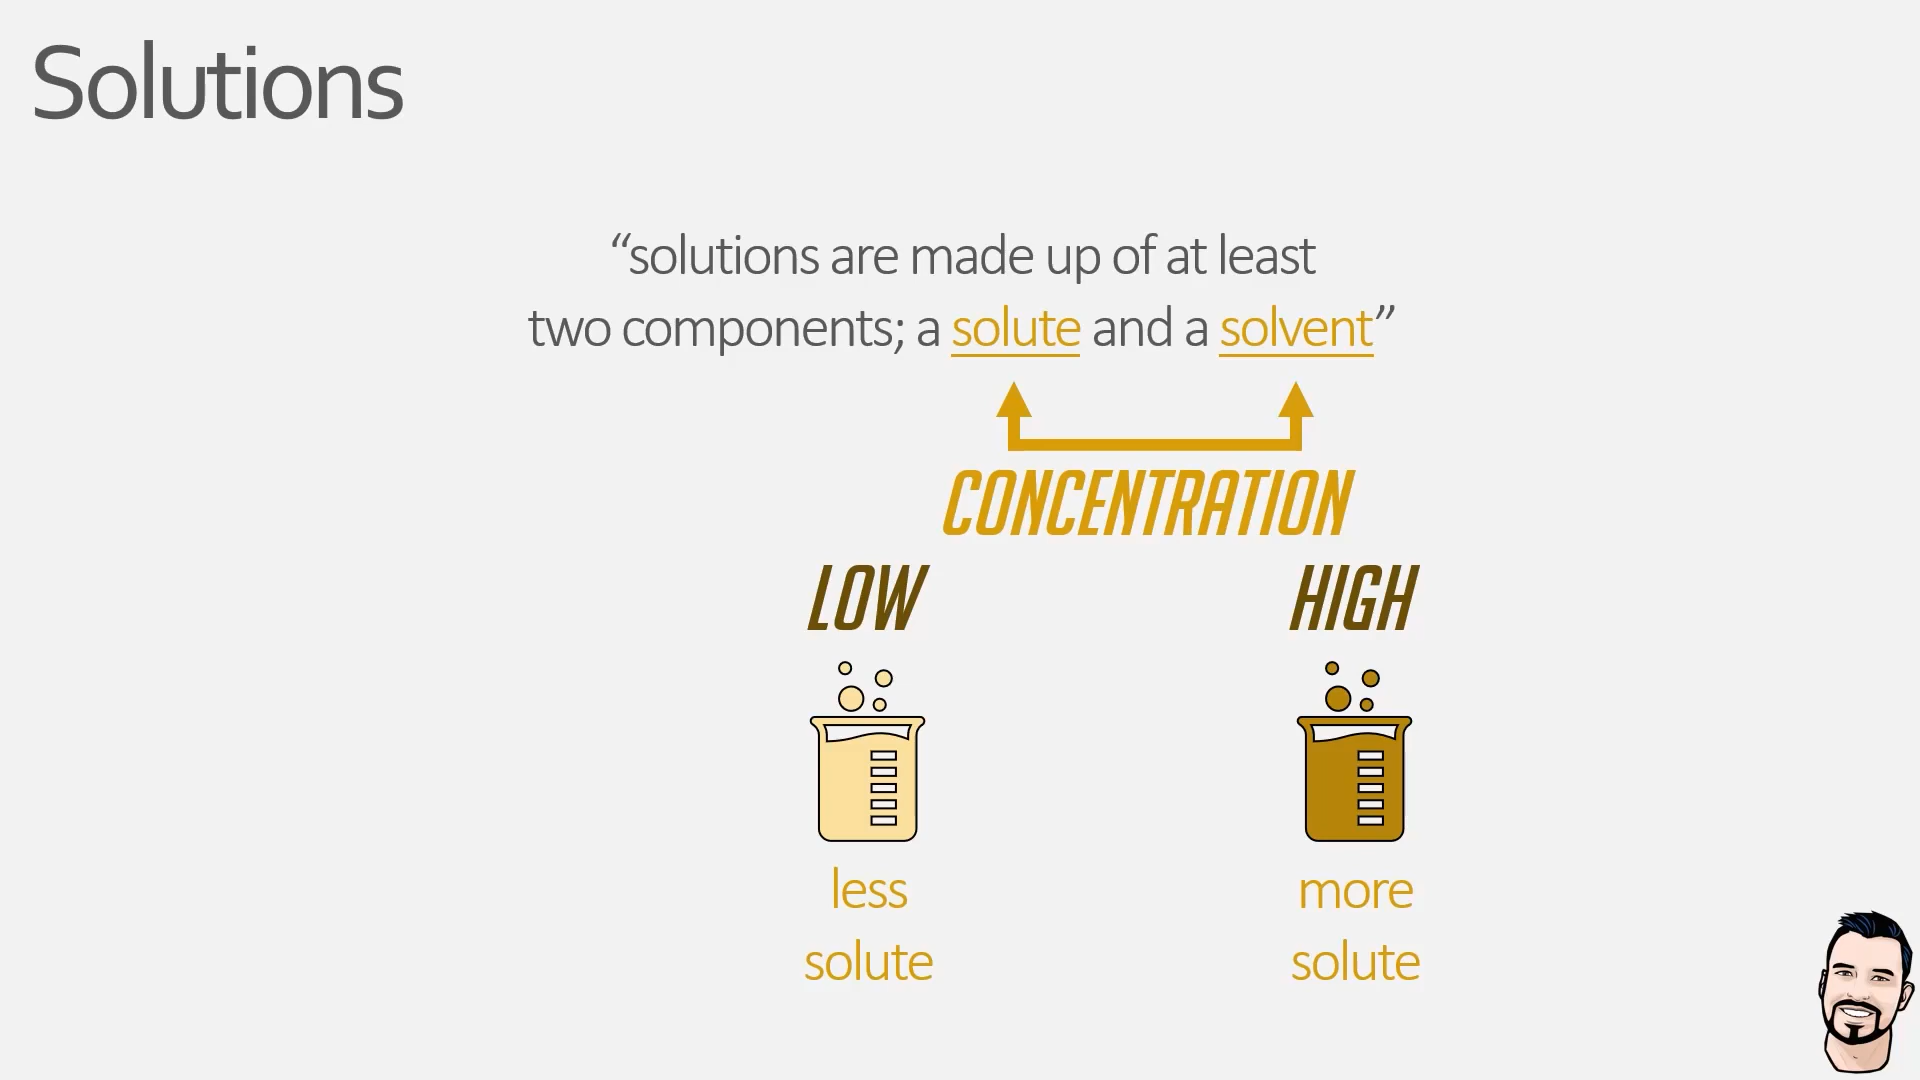 Solutions
“solutions are made up of at least
two components; a solute and a solvent”
CONCENTRATION
LOW
HIGH
less
solute
more
solute